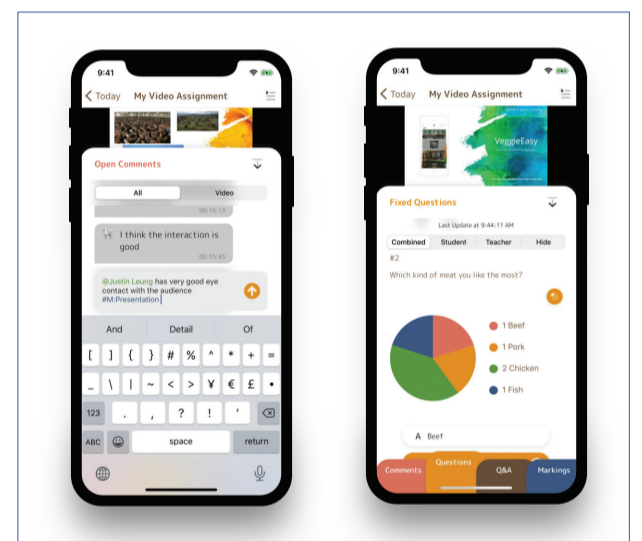 9:41
Today
My Video Assignment
Open Comments
All
Video
00:15:15
I think the interaction is
good
00:15:45
@Justin Leung has very good eye
contact with the audience
#M:Presentation
And
Detail
Of
[ ] { } # % ^ * + =
_ \ | ~ < > ¥ € £ •
123 . , ? ! '
ABC
space
return
9:41
Today
My Video Assignment
VeggieEasy
Fixed Questions
Last Update at 9:44:11 AM
Combined
Student
Teacher
Hide
#2
Which kind of meat you like the most?
1 Beef
1 Pork
2 Chicken
1 Fish
A Beef
Comments
Questions
Q&A
Markings